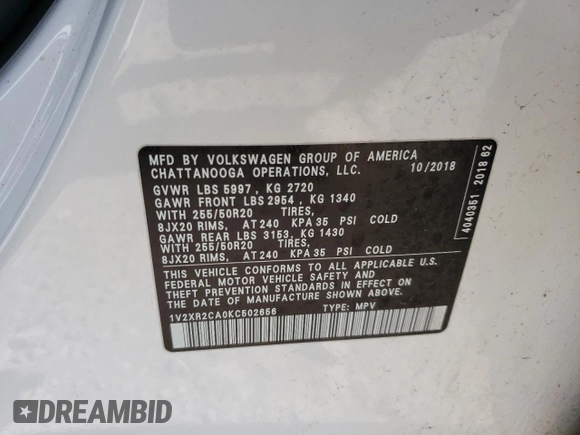 MFD BY VOLKSWAGEN GROUP OF AMERICA
CHATTANOOGA OPERATIONS, LLC. 10/2018
GVWR LBS 5997, KG 2720
GAWR FRONT LBS 2954, KG 1340
WITH 255/50R20 TIRES,
8JX20 RIMS, AT 240 KPA 35 PSI COLD
GAWR REAR LBS 3153, KG 1430
WITH 255/50R20 TIRES,
8JX20 RIMS, AT 240 KPA 35 PSI COLD
THIS VEHICLE CONFORMS TO ALL APPLICABLE U.S.
FEDERAL MOTOR VEHICLE SAFETY AND
THEFT PREVENTION STANDARDS IN EFFECT ON
THE DATE OF MANUFACTURE SHOWN ABOVE.
1V2XR2CA0KC502656 TYPE: MPV
4040351 2018 62
DREAMBID